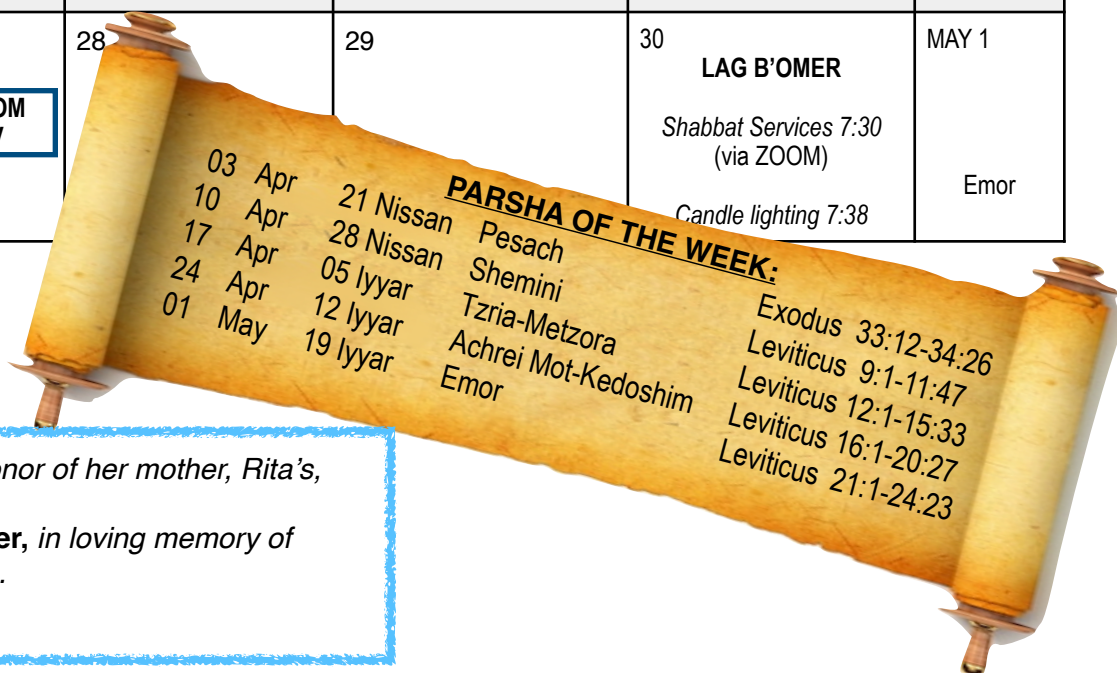 28
29
30
LAG B’OMER
Shabbat Services 7:30
(via ZOOM)
Candle lighting 7:38
MAY 1
Emor
PARSHA OF THE WEEK:
03 Apr 21 Nissan Pesach Exodus 33:12-34:26
10 Apr 28 Nissan Shemini Leviticus 9:1-11:47
17 Apr 05 Iyyar Tzria-Metzora Leviticus 12:1-15:33
24 Apr 12 Iyyar Achrei Mot-Kedoshim Leviticus 16:1-20:27
01 May 19 Iyyar Emor Leviticus 21:1-24:23
of her mother, Rita’s,
in loving memory of